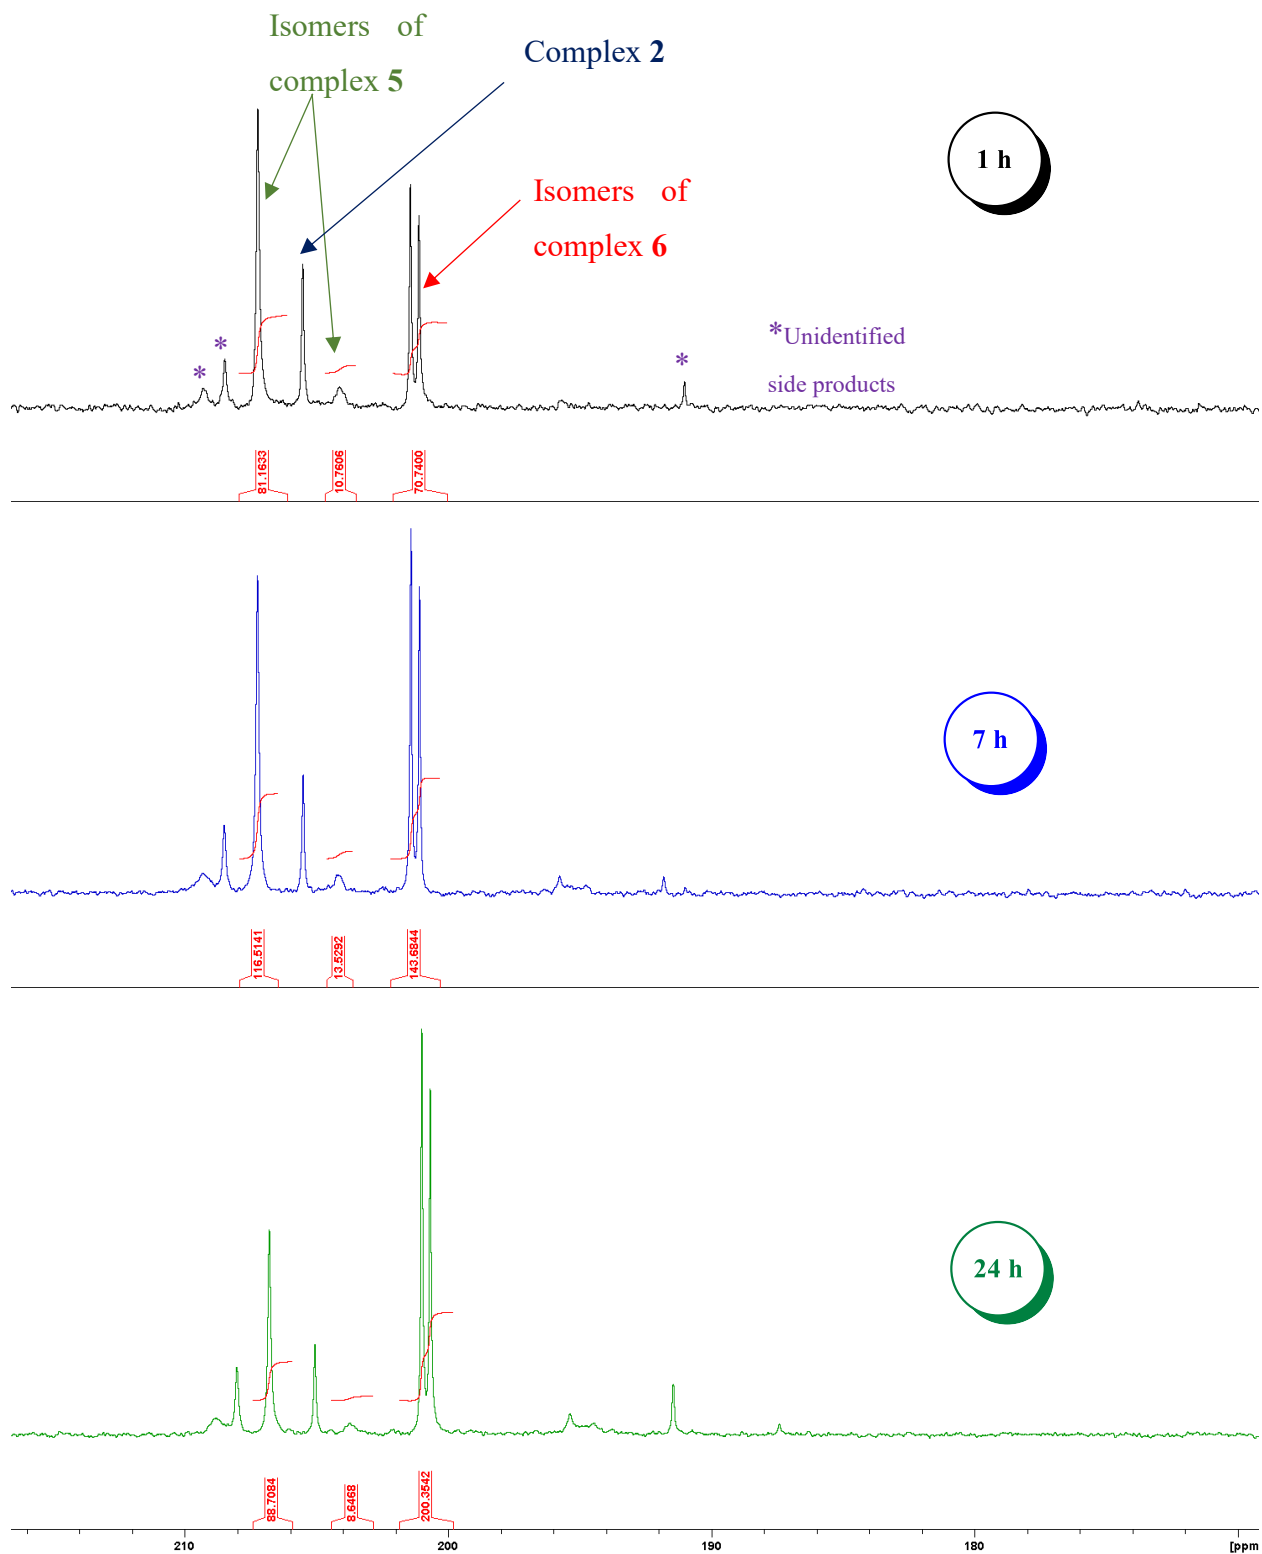 Isomers of
complex 5
Complex 2
1 h
Isomers of
complex 6
*
*
*
*Unidentified
side products
81.1633
10.7606
70.7400
7 h
116.5141
13.5292
143.6844
24 h
88.7084
8.6468
200.3542
210 200 190 180 [ppm